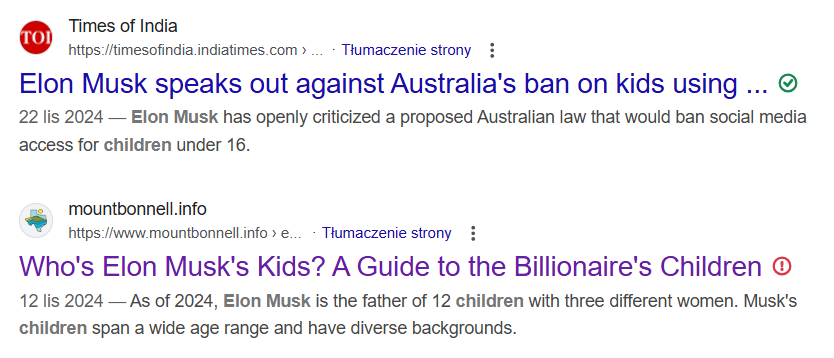 TOI
Times of India
https://timesofindia.indiatimes.com › ... · Tłumaczenie strony
Elon Musk speaks out against Australia's ban on kids using ...
22 lis 2024 — Elon Musk has openly criticized a proposed Australian law that would ban social media
access for children under 16.
mountbonnell.info
https://www.mountbonnell.info › e... · Tłumaczenie strony
Who's Elon Musk's Kids? A Guide to the Billionaire's Children
12 lis 2024 — As of 2024, Elon Musk is the father of 12 children with three different women. Musk's
children span a wide age range and have diverse backgrounds.